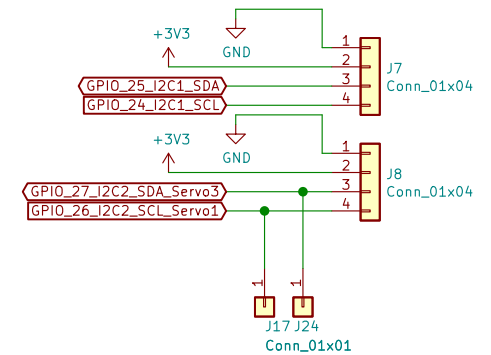 +3V3
GND
1
2
3
4
J7
Conn_01x04
GPIO_25_I2C1_SDA
GPIO_24_I2C1_SCL
+3V3
GND
1
2
3
4
J8
Conn_01x04
GPIO_27_I2C2_SDA_Servo3
GPIO_26_I2C2_SCL_Servo1
1
1
J17 J24
Conn_01x01